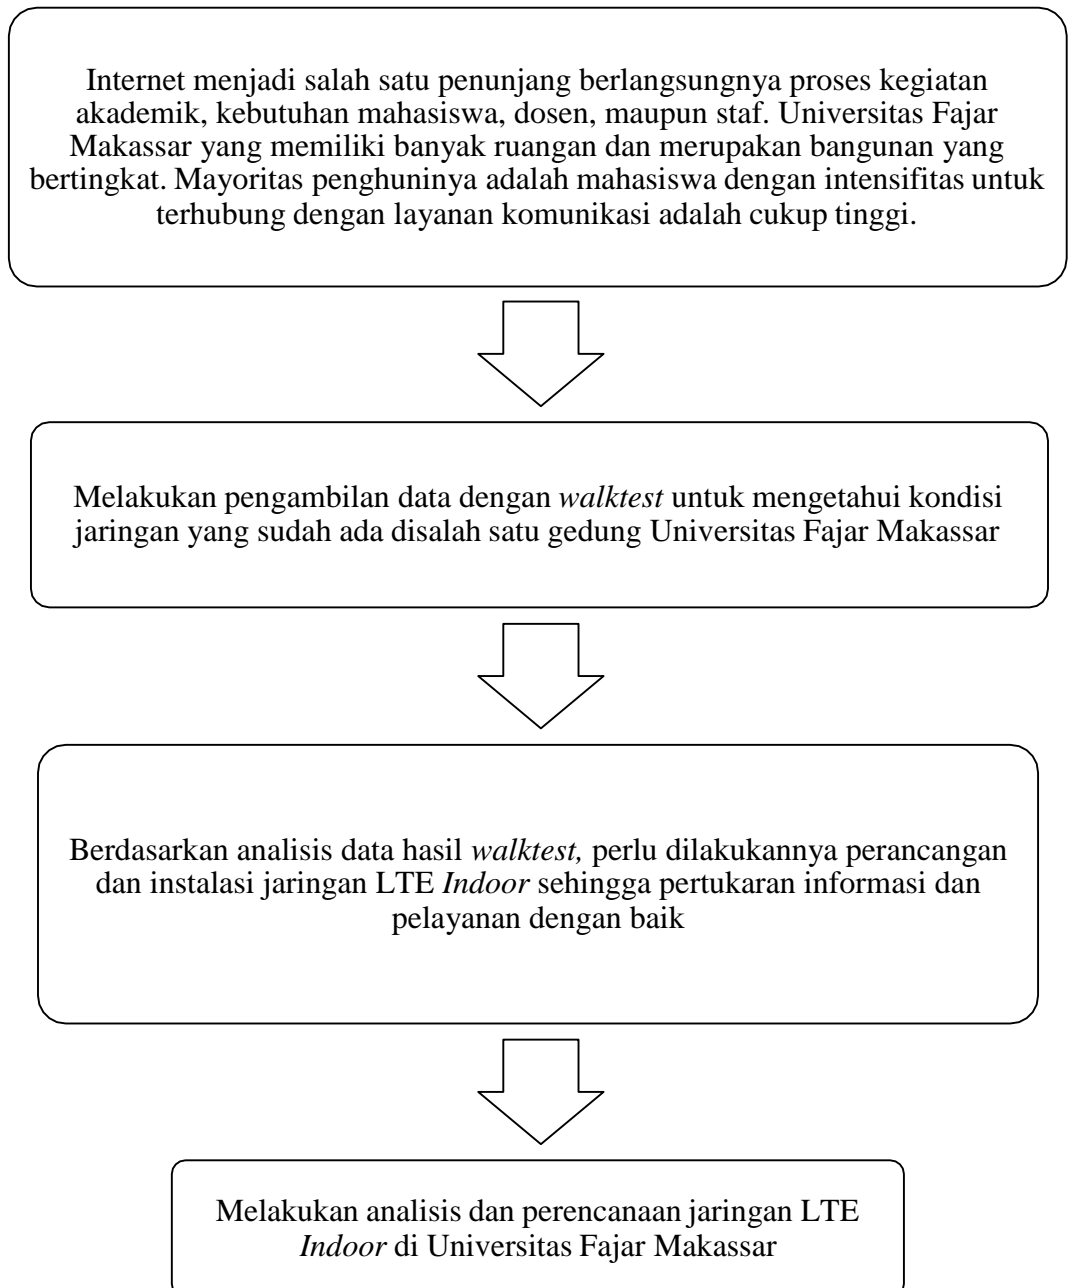 Internet menjadi salah satu penunjang berlangsungnya proses kegiatan
akademik, kebutuhan mahasiswa, dosen, maupun staf. Universitas Fajar
Makassar yang memiliki banyak ruangan dan merupakan bangunan yang
bertingkat. Mayoritas penghuninya adalah mahasiswa dengan intensifitas untuk
terhubung dengan layanan komunikasi adalah cukup tinggi.
Melakukan pengambilan data dengan walktest untuk mengetahui kondisi
jaringan yang sudah ada disalah satu gedung Universitas Fajar Makassar
Berdasarkan analisis data hasil walktest, perlu dilakukannya perancangan
dan instalasi jaringan LTE Indoor sehingga pertukaran informasi dan
pelayanan dengan baik
Melakukan analisis dan perencanaan jaringan LTE
Indoor di Universitas Fajar Makassar